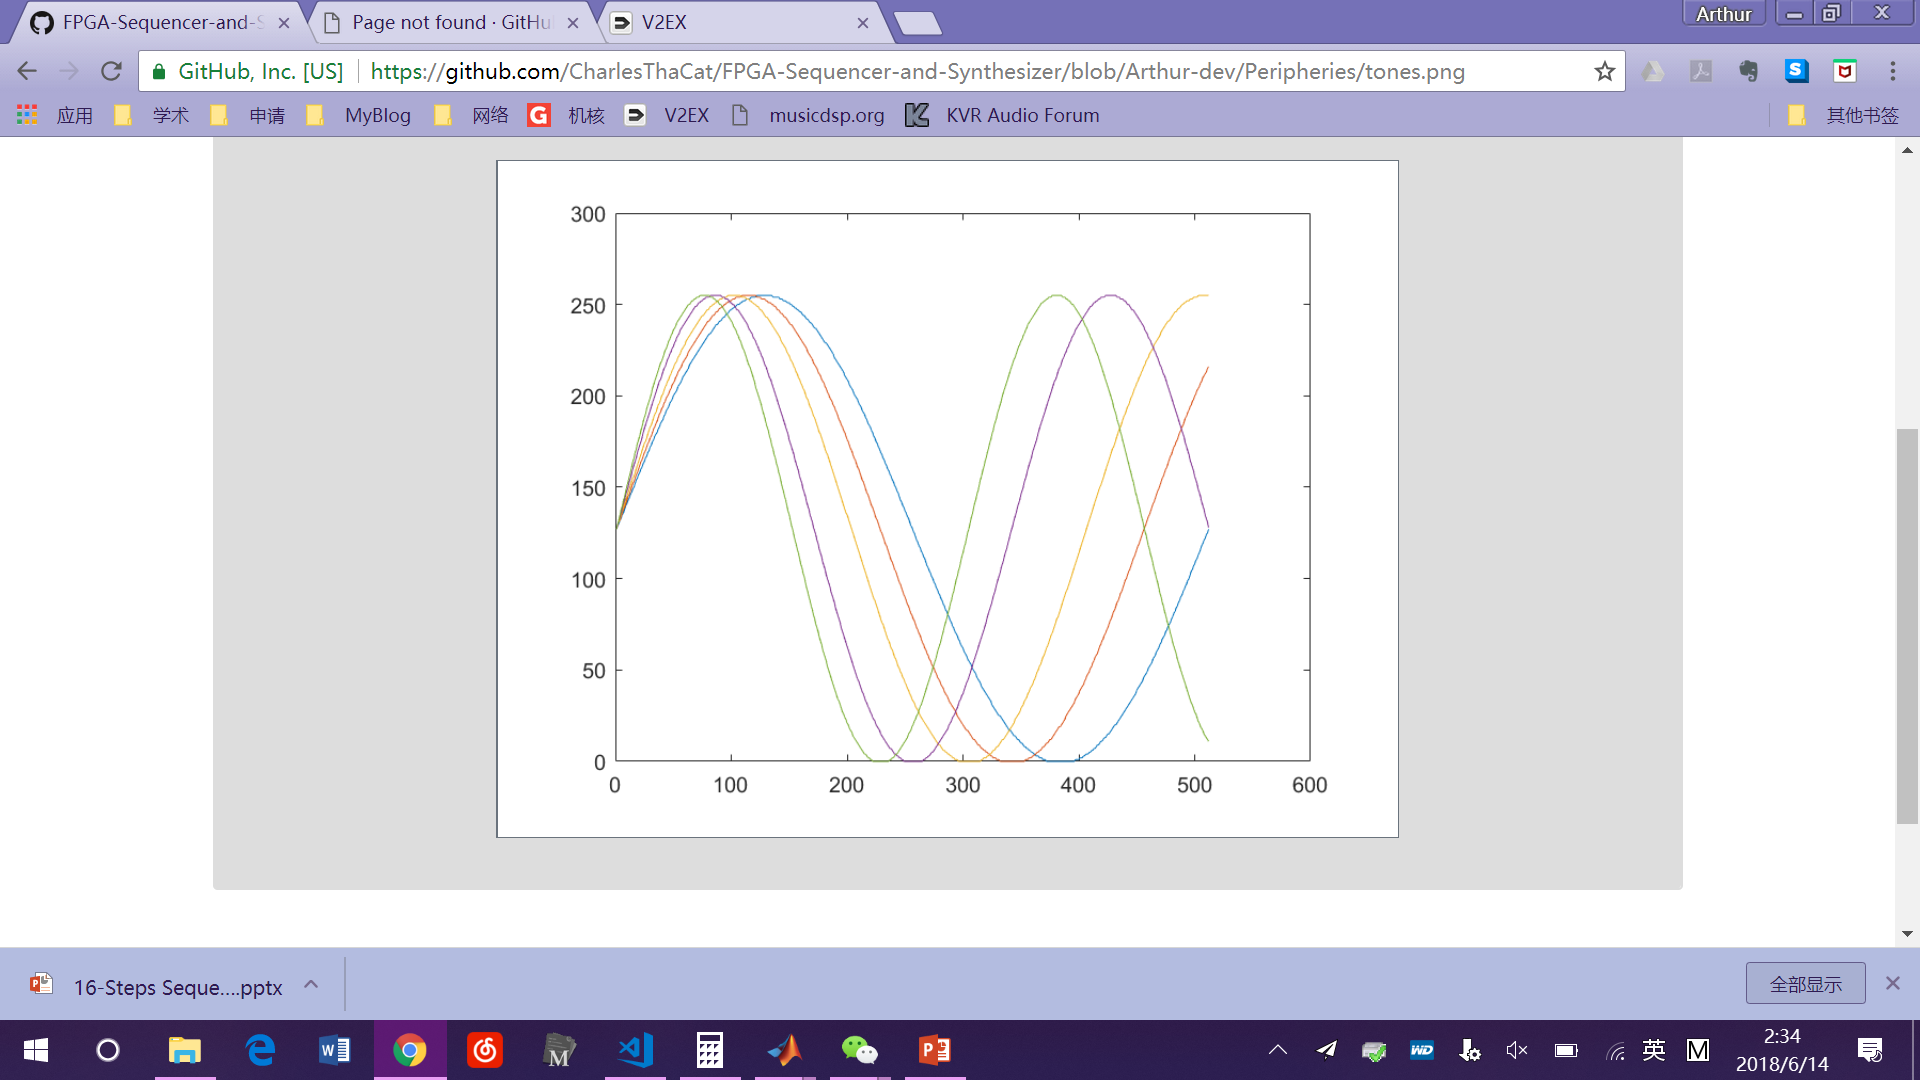 FPGA-Sequencer-and-S
Page not found · GitHu
V2EX
Arthur
GitHub, Inc. [US]
https://github.com/CharlesThaCat/FPGA-Sequencer-and-Synthesizer/blob/Arthur-dev/Peripheries/tones.png
应用
学术
申请
MyBlog
网络
机核
V2EX
musicdsp.org
KVR Audio Forum
其他书签
300
250
200
150
100
50
0
0 100 200 300 400 500 600
16-Steps Seque....pptx
全部显示
WD
英
M
2:34
2018/6/14